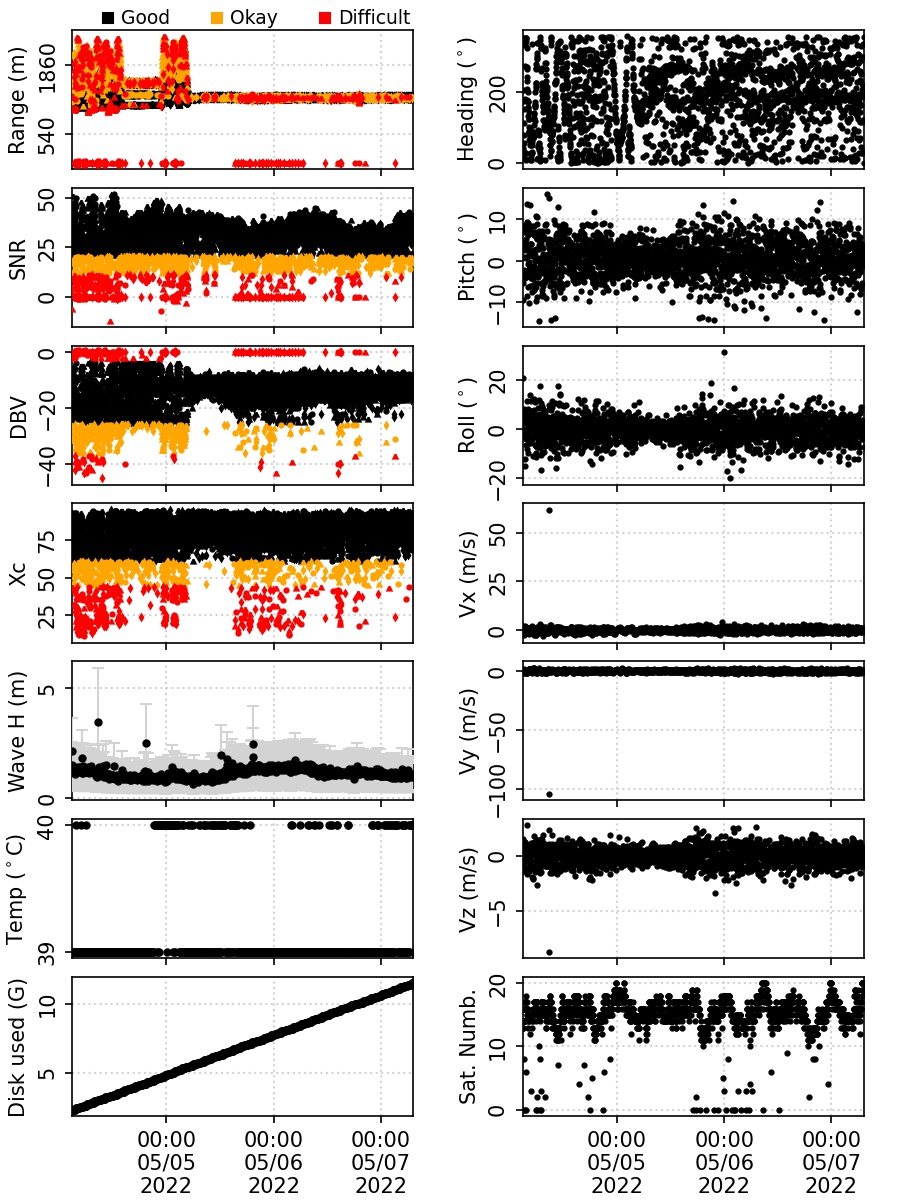 Good Okay Difficult
Range (m)
1860
540
Heading (°)
200
0
SNR
50
25
0
Pitch (°)
10
0
−10
DBV
0
−20
−40
Roll (°)
20
0
−20
Xc
75
50
25
Vx (m/s)
50
25
0
Wave H (m)
5
0
Vy (m/s)
0
−50
−100
Temp (°C)
40
39
Vz (m/s)
0
−5
Disk used (G)
10
5
Sat. Numb.
20
10
0
00:00 00:00 00:00
05/05 05/06 05/07
2022 2022 2022
00:00 00:00 00:00
05/05 05/06 05/07
2022 2022 2022